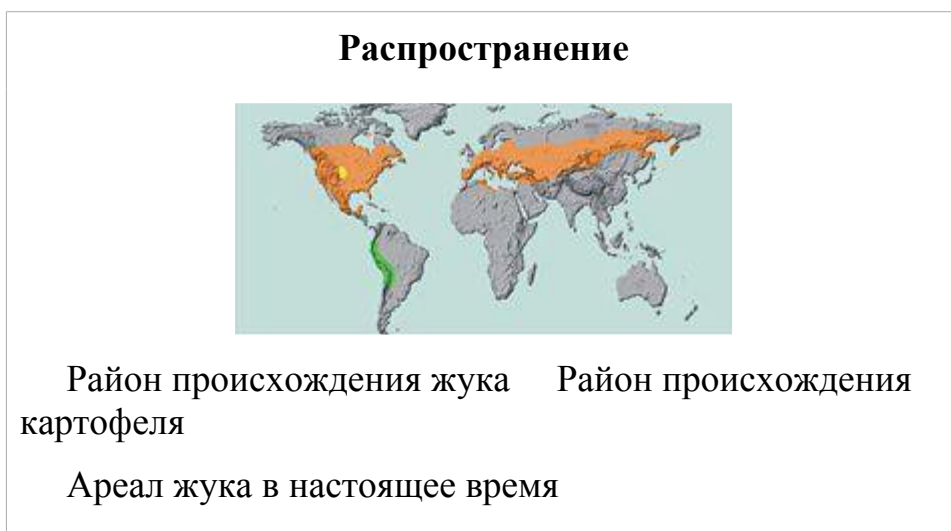 Распространение
Район происхождения жука Район происхождения
картофеля
Ареал жука в настоящее время